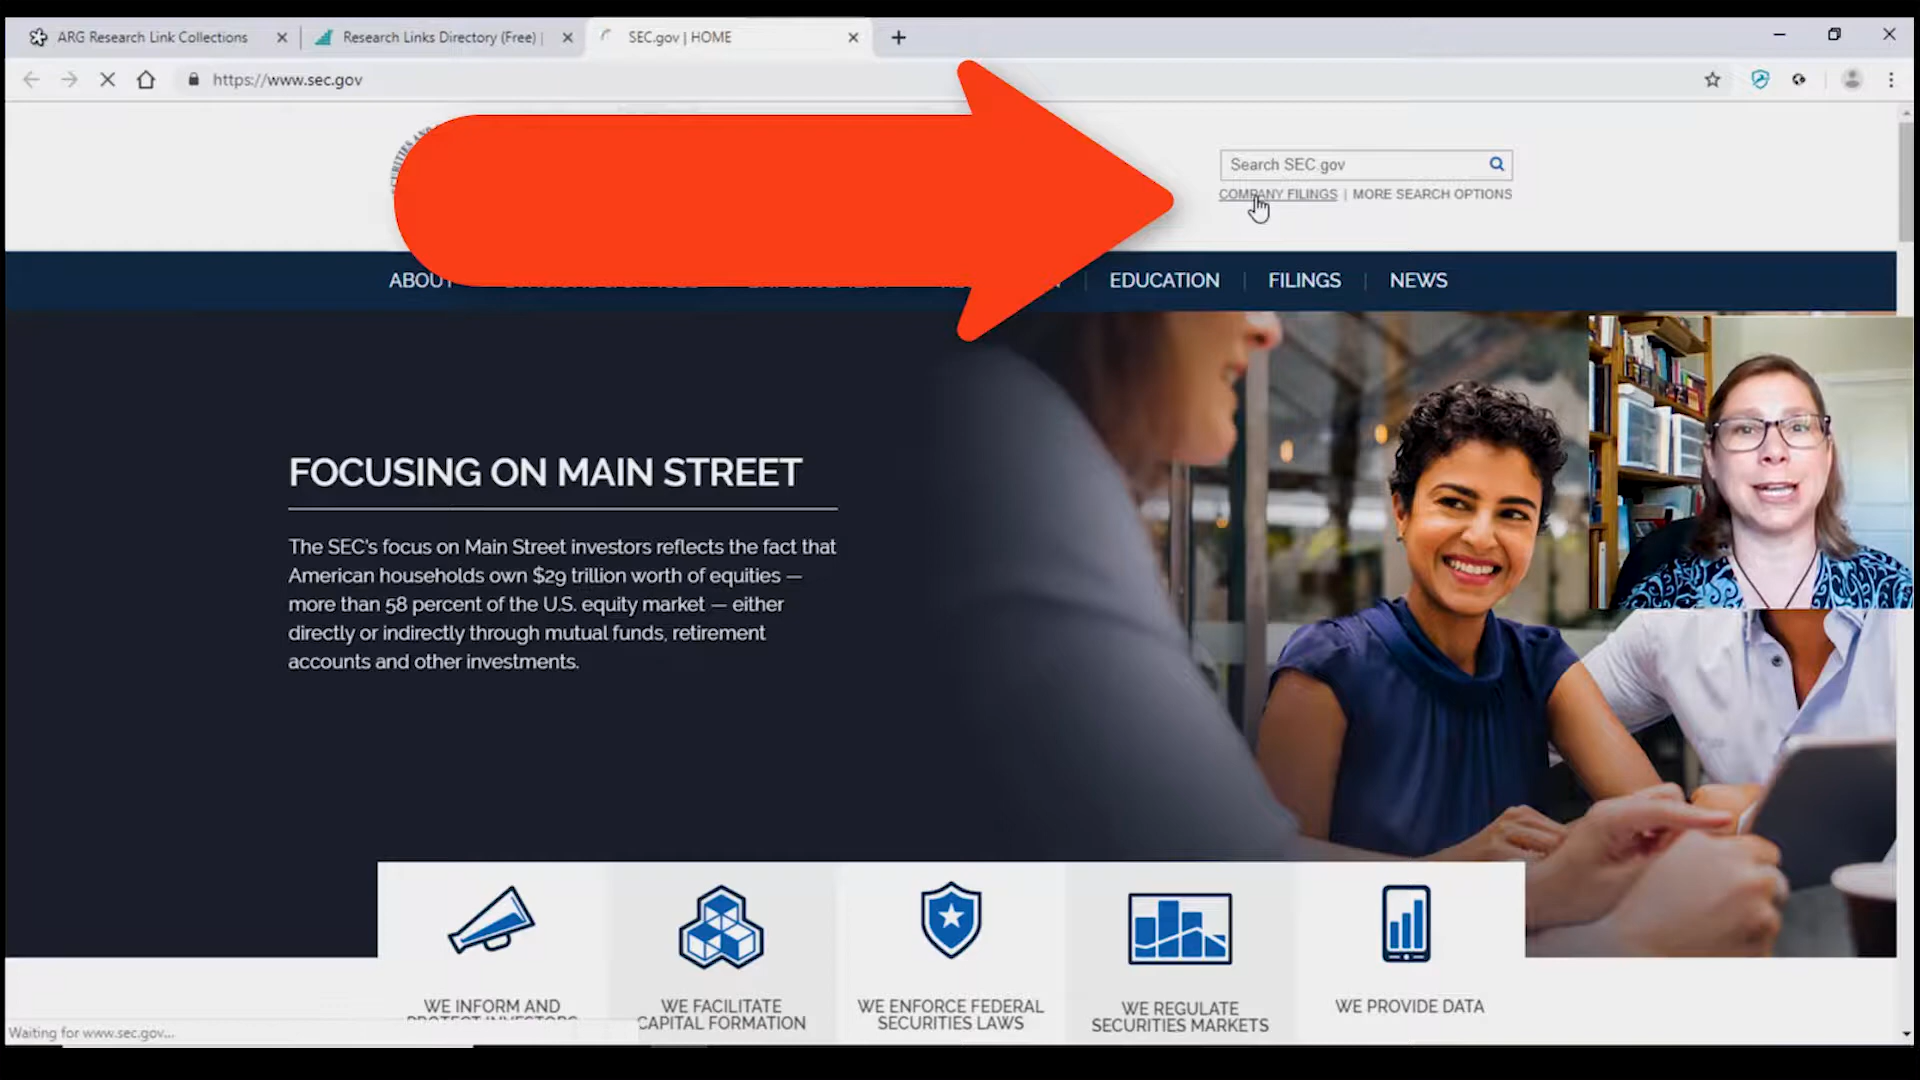 ARG Research Link Collections
Research Links Directory (Free) |
SEC.gov | HOME
https://www.sec.gov
Search SEC.gov
COMPANY FILINGS | MORE SEARCH OPTIONS
EDUCATION
FILINGS
NEWS
FOCUSING ON MAIN STREET
The SEC's focus on Main Street investors reflects the fact that
American households own $29 trillion worth of equities —
more than 58 percent of the U.S. equity market — either
directly or indirectly through mutual funds, retirement
accounts and other investments.
WE INFORM AND
PROTECT INVESTORS
WE FACILITATE
CAPITAL FORMATION
WE ENFORCE FEDERAL
SECURITIES LAWS
WE REGULATE
SECURITIES MARKETS
WE PROVIDE DATA
Waiting for www.sec.gov...